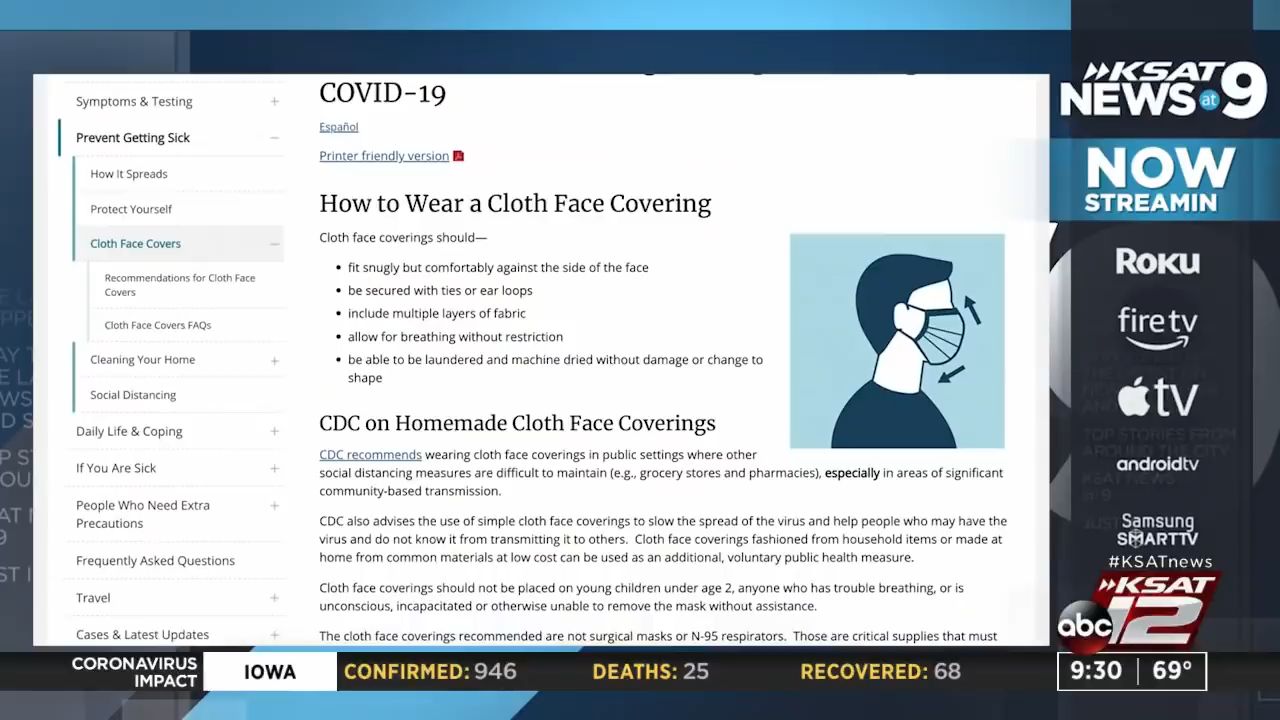 COVID-19
Español
Printer friendly version
How to Wear a Cloth Face Covering
Cloth face coverings should—
• fit snugly but comfortably against the side of the face
• be secured with ties or ear loops
• include multiple layers of fabric
• allow for breathing without restriction
• be able to be laundered and machine dried without damage or change to
shape
CDC on Homemade Cloth Face Coverings
CDC recommends wearing cloth face coverings in public settings where other
social distancing measures are difficult to maintain (e.g., grocery stores and pharmacies), especially in areas of significant
community-based transmission.
CDC also advises the use of simple cloth face coverings to slow the spread of the virus and help people who may have the
virus and do not know it from transmitting it to others. Cloth face coverings fashioned from household items or made at
home from common materials at low cost can be used as an additional, voluntary public health measure.
Cloth face coverings should not be placed on young children under age 2, anyone who has trouble breathing, or is
unconscious, incapacitated or otherwise unable to remove the mask without assistance.
The cloth face coverings recommended are not surgical masks or N-95 respirators. Those are critical supplies that must
Symptoms & Testing
Prevent Getting Sick
How It Spreads
Protect Yourself
Cloth Face Covers
Recommendations for Cloth Face
Covers
Cloth Face Covers FAQs
Cleaning Your Home
Social Distancing
Daily Life & Coping
If You Are Sick
People Who Need Extra
Precautions
Frequently Asked Questions
Travel
Cases & Latest Updates
KSAT
NEWS at 9
NOW
STREAMIN
ROKU
fire tv
tv
androidtv
Samsung
SMARTTV
#KSATnews
KSAT
abc 12
CORONAVIRUS
IMPACT
IOWA
CONFIRMED: 946
DEATHS: 25
RECOVERED: 68
9:30
69°